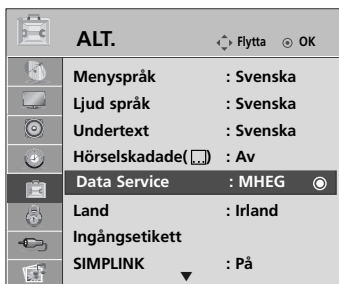 ALT. Flytta OK
Menyspråk : Svenska
Ljud språk : Svenska
Undertext : Svenska
Hörselskadade( ) : Av
Data Service : MHEG
Land : Irland
Ingångsetikett
SIMPLINK : På